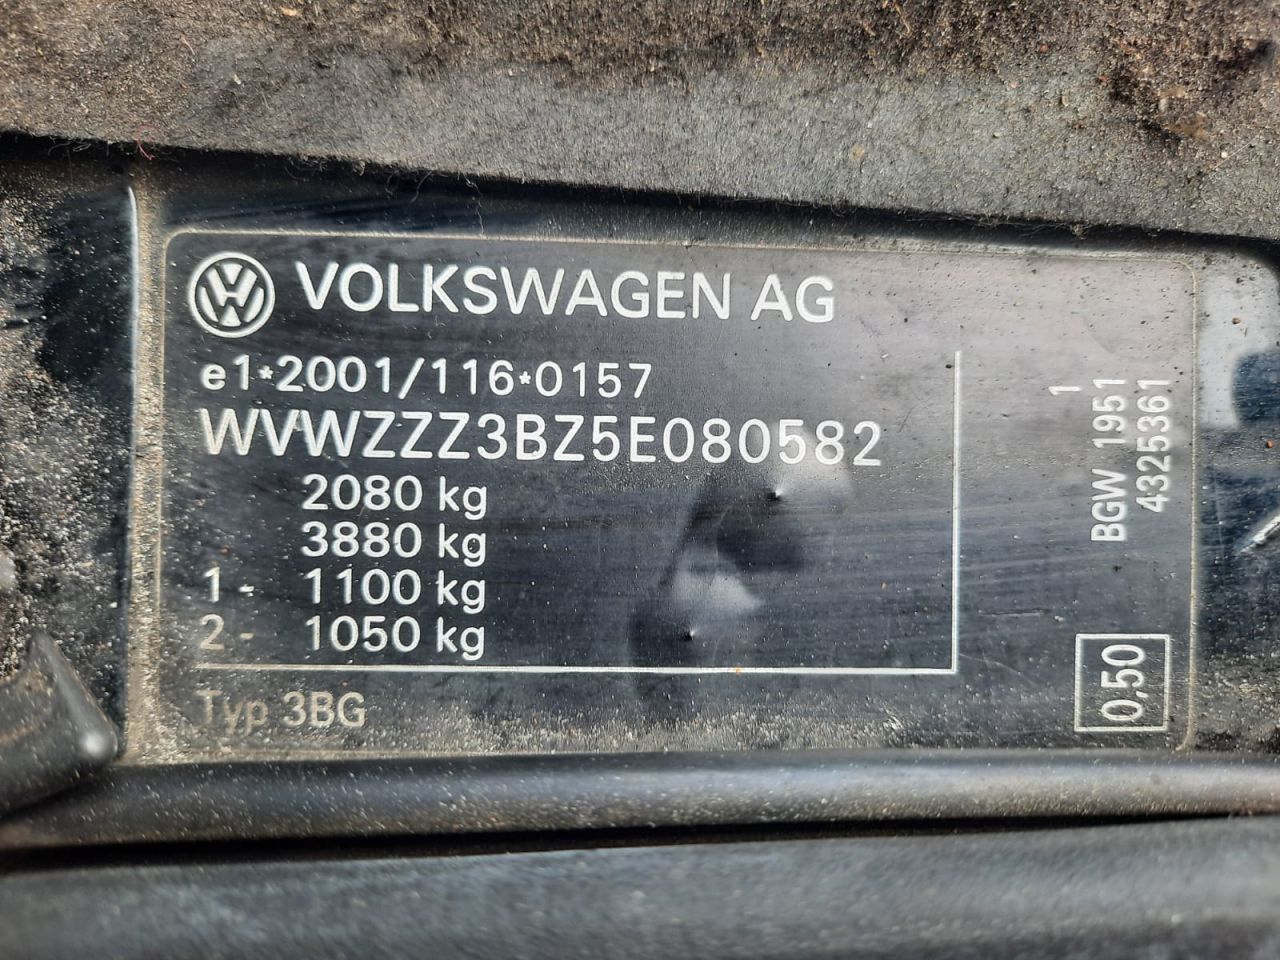 VOLKSWAGEN AG
e1*2001/116*0157
WVWZZZ3BZ5E080582
2080 kg
3880 kg
1 - 1100 kg
2 - 1050 kg
Typ 3BG
1
BGW 1951
4325361
0,50